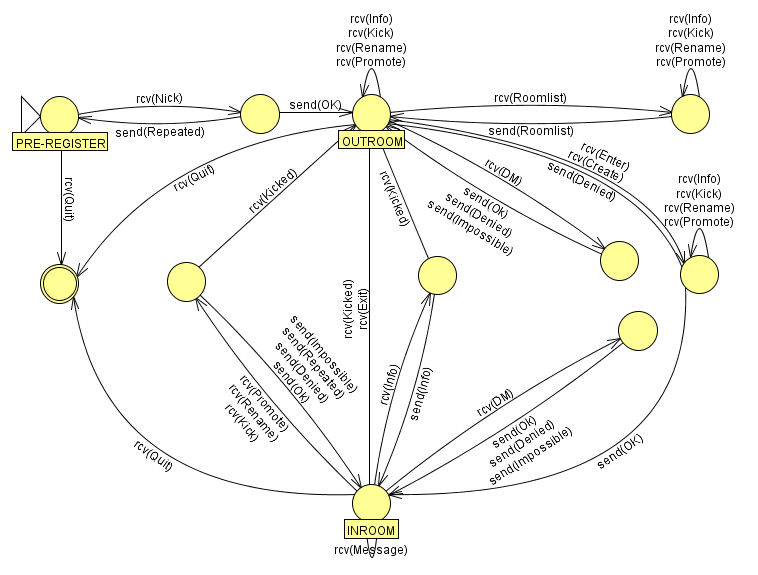 rcv(Info)
rcv(Kick)
rcv(Rename)
rcv(Promote)
rcv(Info)
rcv(Kick)
rcv(Rename)
rcv(Promote)
rcv(Nick)
send(Repeated)
send(OK)
rcv(Roomlist)
send(Roomlist)
PRE-REGISTER
OUTROOM
rcv(Quit)
rcv(Quit)
rcv(Kicked)
rcv(Kicked)
rcv(DM)
send(Ok)
send(Denied)
send(Impossible)
rcv(Enter)
rcv(Create)
send(Denied)
rcv(Info)
rcv(Kick)
rcv(Rename)
rcv(Promote)
rcv(Kicked)
rcv(Exit)
send(Impossible)
send(Repeated)
send(Denied)
send(Ok)
rcv(Promote)
rcv(Rename)
rcv(Kick)
rcv(Info)
send(Info)
rcv(DM)
send(Ok)
send(Denied)
send(Impossible)
send(OK)
rcv(Quit)
INROOM
rcv(Message)